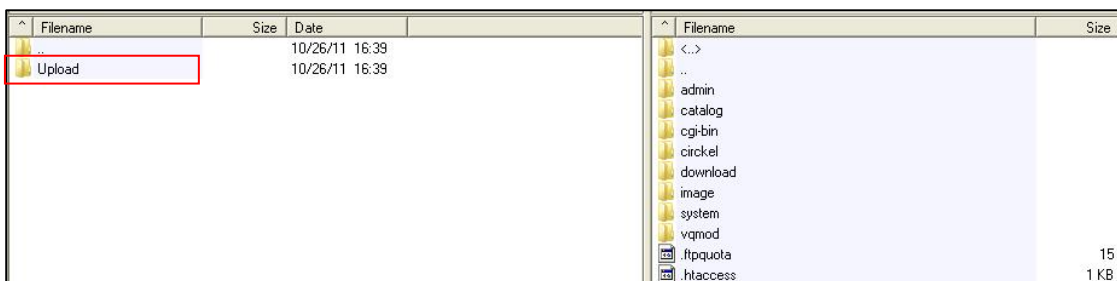 ^ Filename Size Date
.. 10/26/11 16:39
Upload 10/26/11 16:39
^ Filename Size
<..>
..
admin
catalog
cgi-bin
circkel
download
image
system
vqmod
.ftpquota 15
.htaccess 1 KB